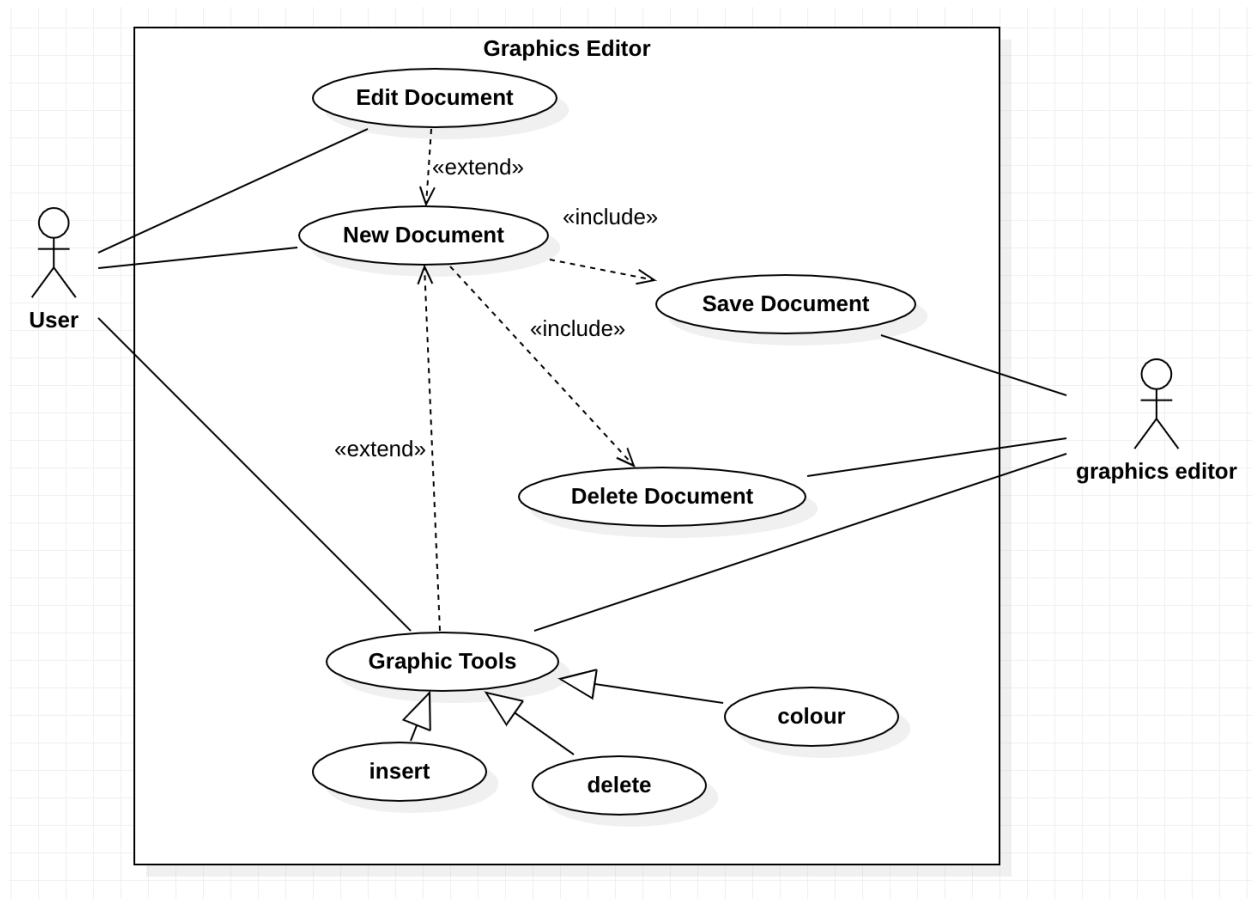 Graphics Editor
Edit Document
«extend»
New Document
«include»
Save Document
User
«include»
«extend»
graphics editor
Delete Document
Graphic Tools
colour
insert
delete